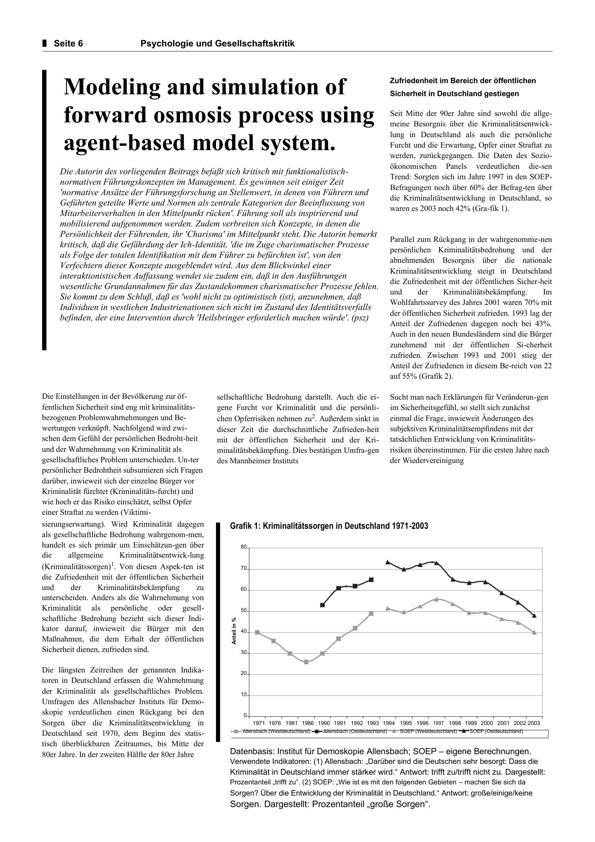 Seite 6
Psychologie und Gesellschaftskritik
Modeling and simulation of
forward osmosis process using
agent-based model system.
Die Autorin des vorliegenden Beitrags befaßt sich kritisch mit funktionalistisch-
normativen Führungskonzepten im Management. Es gewinnen seit einiger Zeit
'normative Ansätze der Führungsforschung an Stellenwert, in denen von Führern und
Geführten geteilte Werte und Normen als zentrale Kategorien der Beeinflussung von
Mitarbeiterverhalten in den Mittelpunkt rücken'. Führung soll als inspirierend und
mobilisierend aufgenommen werden. Zudem verbreiten sich Konzepte, in denen die
Persönlichkeit der Führenden, ihr 'Charisma' im Mittelpunkt steht. Die Autorin bemerkt
kritisch, daß die Gefährdung der Ich-Identität, 'die im Zuge charismatischer Prozesse
als Folge der totalen Identifikation mit dem Führer zu befürchten ist', von den
Verfechtern dieser Konzepte ausgeblendet wird. Aus dem Blickwinkel einer
interaktionistischen Auffassung wendet sie zudem ein, daß in den Ausführungen
wesentliche Grundannahmen für das Zustandekommen charismatischer Prozesse fehlen.
Sie kommt zu dem Schluß, daß es 'wohl nicht zu optimistisch (ist), anzunehmen, daß
Individuen in westlichen Industrienationen sich nicht im Zustand des Identitätsverfalls
befinden, der eine Intervention durch 'Heilsbringer erforderlich machen würde'. (psz)
Zufriedenheit im Bereich der öffentlichen
Sicherheit in Deutschland gestiegen
Seit Mitte der 90er Jahre sind sowohl die allge-
meine Besorgnis über die Kriminalitätsentwick-
lung in Deutschland als auch die persönliche
Furcht und die Erwartung, Opfer einer Straftat zu
werden, zurückgegangen. Die Daten des Sozio-
ökonomischen Panels verdeutlichen die-sen
Trend: Sorgten sich im Jahre 1997 in den SOEP-
Befragungen noch über 60% der Befrag-ten über
die Kriminalitätsentwicklung in Deutschland, so
waren es 2003 noch 42% (Gra-fik 1).
Parallel zum Rückgang in der wahrgenomme-nen
persönlichen Kriminalitätsbedrohung und der
abnehmenden Besorgnis über die nationale
Kriminalitätsentwicklung steigt in Deutschland
die Zufriedenheit mit der öffentlichen Sicher-heit
und der Kriminalitätsbekämpfung. Im
Wohlfahrtssurvey des Jahres 2001 waren 70% mit
der öffentlichen Sicherheit zufrieden. 1993 lag der
Anteil der Zufriedenen dagegen noch bei 43%.
Auch in den neuen Bundesländern sind die Bürger
zunehmend mit der öffentlichen Si-cherheit
zufrieden. Zwischen 1993 und 2001 stieg der
Anteil der Zufriedenen in diesem Be-reich von 22
auf 55% (Grafik 2).
Die Einstellungen in der Bevölkerung zur öf-
fentlichen Sicherheit sind eng mit kriminalitäts-
bezogenen Problemwahrnehmungen und Be-
wertungen verknüpft. Nachfolgend wird zwi-
schen dem Gefühl der persönlichen Bedroht-heit
und der Wahrnehmung von Kriminalität als
gesellschaftliches Problem unterschieden. Un-ter
persönlicher Bedrohtheit subsumieren sich Fragen
darüber, inwieweit sich der einzelne Bürger vor
Kriminalität fürchtet (Kriminalitäts-furcht) und
wie hoch er das Risiko einschätzt, selbst Opfer
einer Straftat zu werden (Viktimi-
sierungserwartung). Wird Kriminalität dagegen
als gesellschaftliche Bedrohung wahrgenom-men,
handelt es sich primär um Einschätzun-gen über
die allgemeine Kriminalitätsentwick-lung
(Kriminalitätssorgen)1. Von diesen Aspek-ten ist
die Zufriedenheit mit der öffentlichen Sicherheit
und der Kriminalitätsbekämpfung zu
unterscheiden. Anders als die Wahrnehmung von
Kriminalität als persönliche oder gesell-
schaftliche Bedrohung bezieht sich dieser Indi-
kator darauf, inwieweit die Bürger mit den
Maßnahmen, die dem Erhalt der öffentlichen
Sicherheit dienen, zufrieden sind.
Die längsten Zeitreihen der genannten Indika-
toren in Deutschland erfassen die Wahrnehmung
der Kriminalität als gesellschaftliches Problem.
Umfragen des Allensbacher Instituts für Demo-
skopie verdeutlichen einen Rückgang bei den
Sorgen über die Kriminalitätsentwicklung in
Deutschland seit 1970, dem Beginn des statis-
tisch überblickbaren Zeitraumes, bis Mitte der
80er Jahre. In der zweiten Hälfte der 80er Jahre
sellschaftliche Bedrohung darstellt. Auch die ei-
gene Furcht vor Kriminalität und die persönli-
chen Opferrisiken nehmen zu2. Außerdem sinkt in
dieser Zeit die durchschnittliche Zufrieden-heit
mit der öffentlichen Sicherheit und der Kri-
minalitätsbekämpfung. Dies bestätigen Umfra-gen
des Mannheimer Instituts
Sucht man nach Erklärungen für Veränderun-gen
im Sicherheitsgefühl, so stellt sich zunächst
einmal die Frage, inwieweit Änderungen des
subjektiven Kriminalitätsempfindens mit der
tatsächlichen Entwicklung von Kriminalitäts-
risiken übereinstimmen. Für die ersten Jahre nach
der Wiedervereinigung
Grafik 1: Kriminalitätssorgen in Deutschland 1971-2003
Anteil in %
80
70
60
50
40
30
20
10
0
1971 1976 1981 1986 1990 1991 1992 1993 1994 1995 1996 1997 1998 1999 2000 2001 2002 2003
Allensbach (Westdeutschland) Allensbach (Ostdeutschland) SOEP (Westdeutschland) SOEP (Ostdeutschland)
Datenbasis: Institut für Demoskopie Allensbach; SOEP – eigene Berechnungen.
Verwendete Indikatoren: (1) Allensbach: „Darüber sind die Deutschen sehr besorgt: Dass die
Kriminalität in Deutschland immer stärker wird.“ Antwort: trifft zu/trifft nicht zu. Dargestellt:
Prozentanteil „trifft zu“. (2) SOEP: „Wie ist es mit den folgenden Gebieten – machen Sie sich da
Sorgen? Über die Entwicklung der Kriminalität in Deutschland.“ Antwort: große/einige/keine
Sorgen. Dargestellt: Prozentanteil „große Sorgen“.